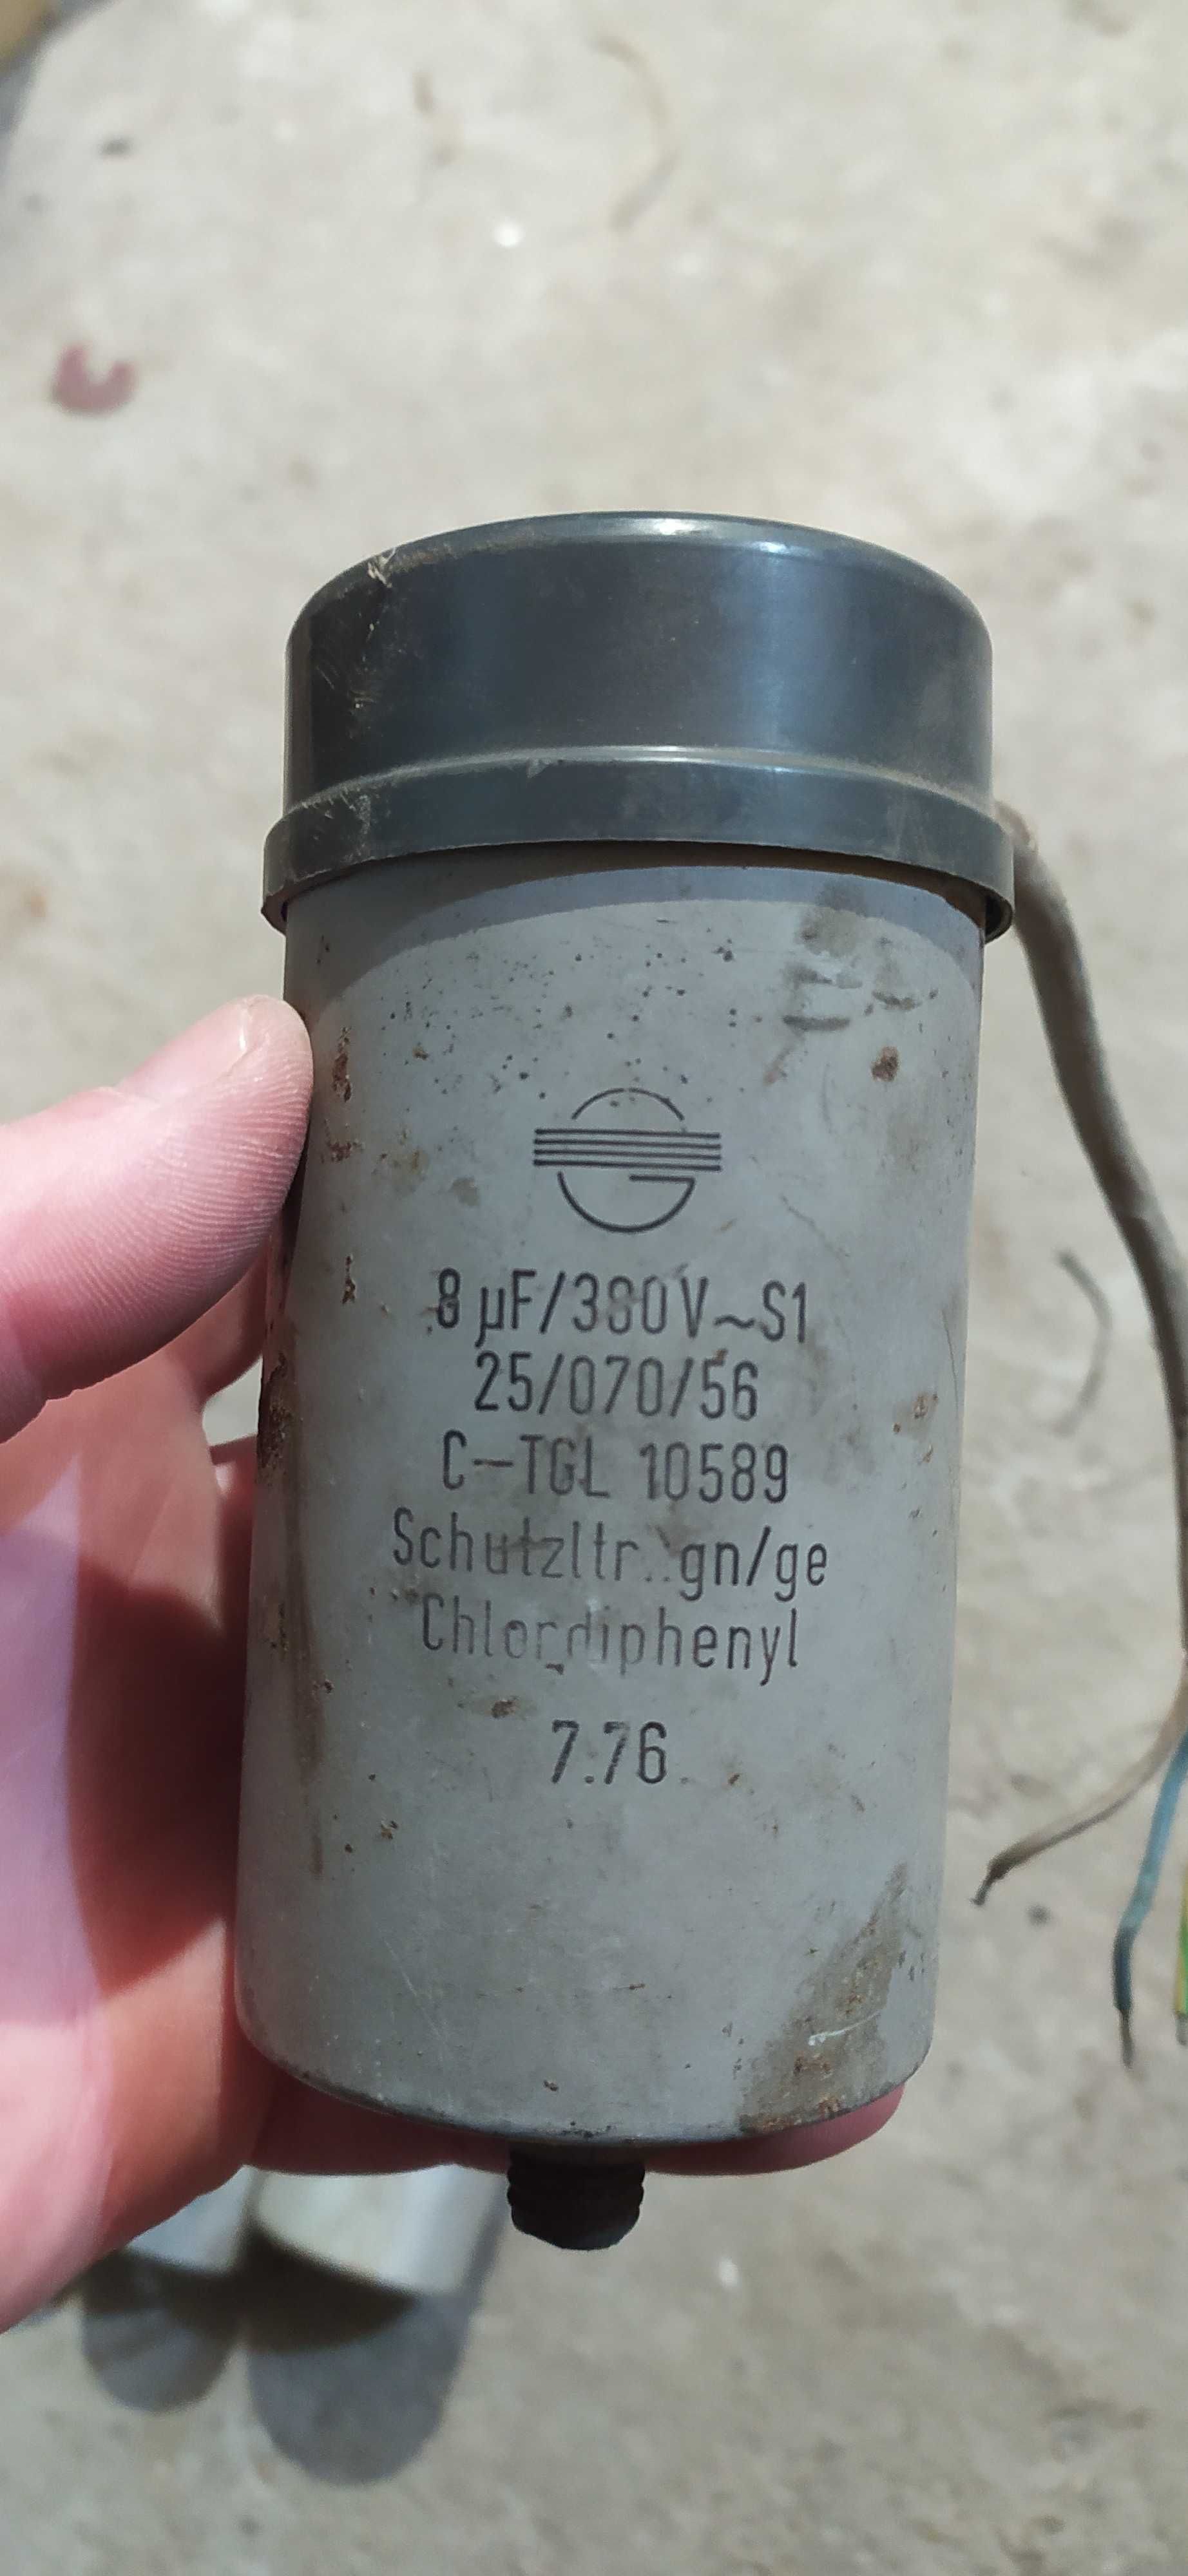 8 µF/380V~S1
25/070/56
C-TGL 10589
Schutzltr. gn/ge
Chlordiphenyl
7.76